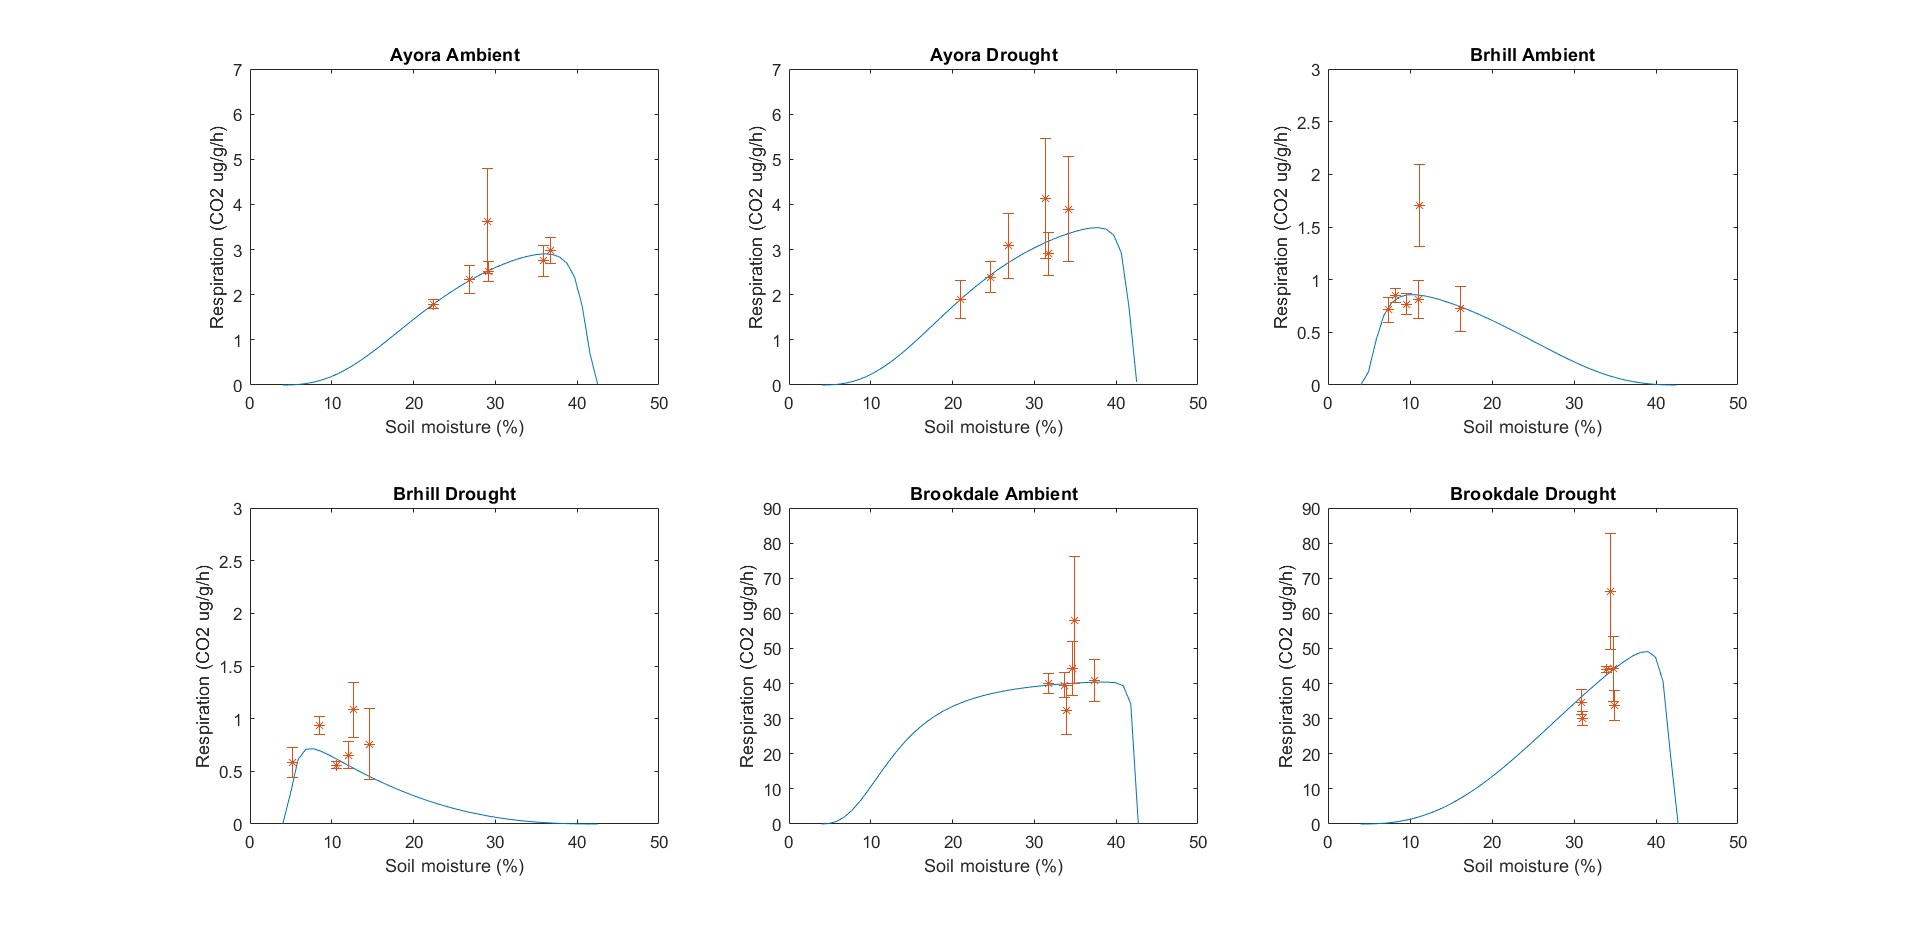 Ayora Ambient
Respiration (CO2 ug/g/h)
7
6
5
4
3
2
1
0
0 10 20 30 40 50
Soil moisture (%)
Ayora Drought
Respiration (CO2 ug/g/h)
7
6
5
4
3
2
1
0
0 10 20 30 40 50
Soil moisture (%)
Brhill Ambient
Respiration (CO2 ug/g/h)
3
2.5
2
1.5
1
0.5
0
0 10 20 30 40 50
Soil moisture (%)
Brhill Drought
Respiration (CO2 ug/g/h)
3
2.5
2
1.5
1
0.5
0
0 10 20 30 40 50
Soil moisture (%)
Brookdale Ambient
Respiration (CO2 ug/g/h)
90
80
70
60
50
40
30
20
10
0
0 10 20 30 40 50
Soil moisture (%)
Brookdale Drought
Respiration (CO2 ug/g/h)
90
80
70
60
50
40
30
20
10
0
0 10 20 30 40 50
Soil moisture (%)